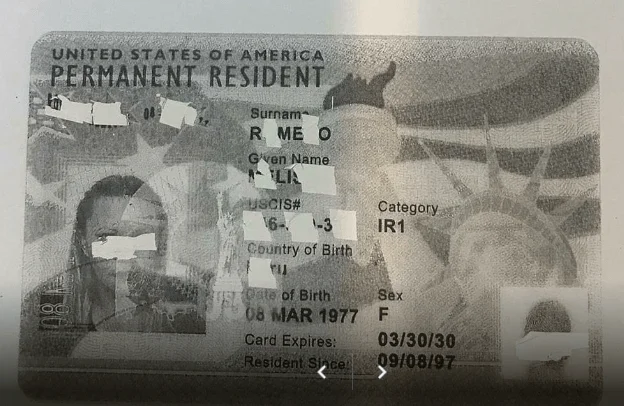 UNITED STATES OF AMERICA
PERMANENT RESIDENT
Surname
Given Name
USCIS#
Category
IR1
Country of Birth
Date of Birth
Sex
08 MAR 1977
F
Card Expires:
03/30/30
Resident Since:
09/08/97